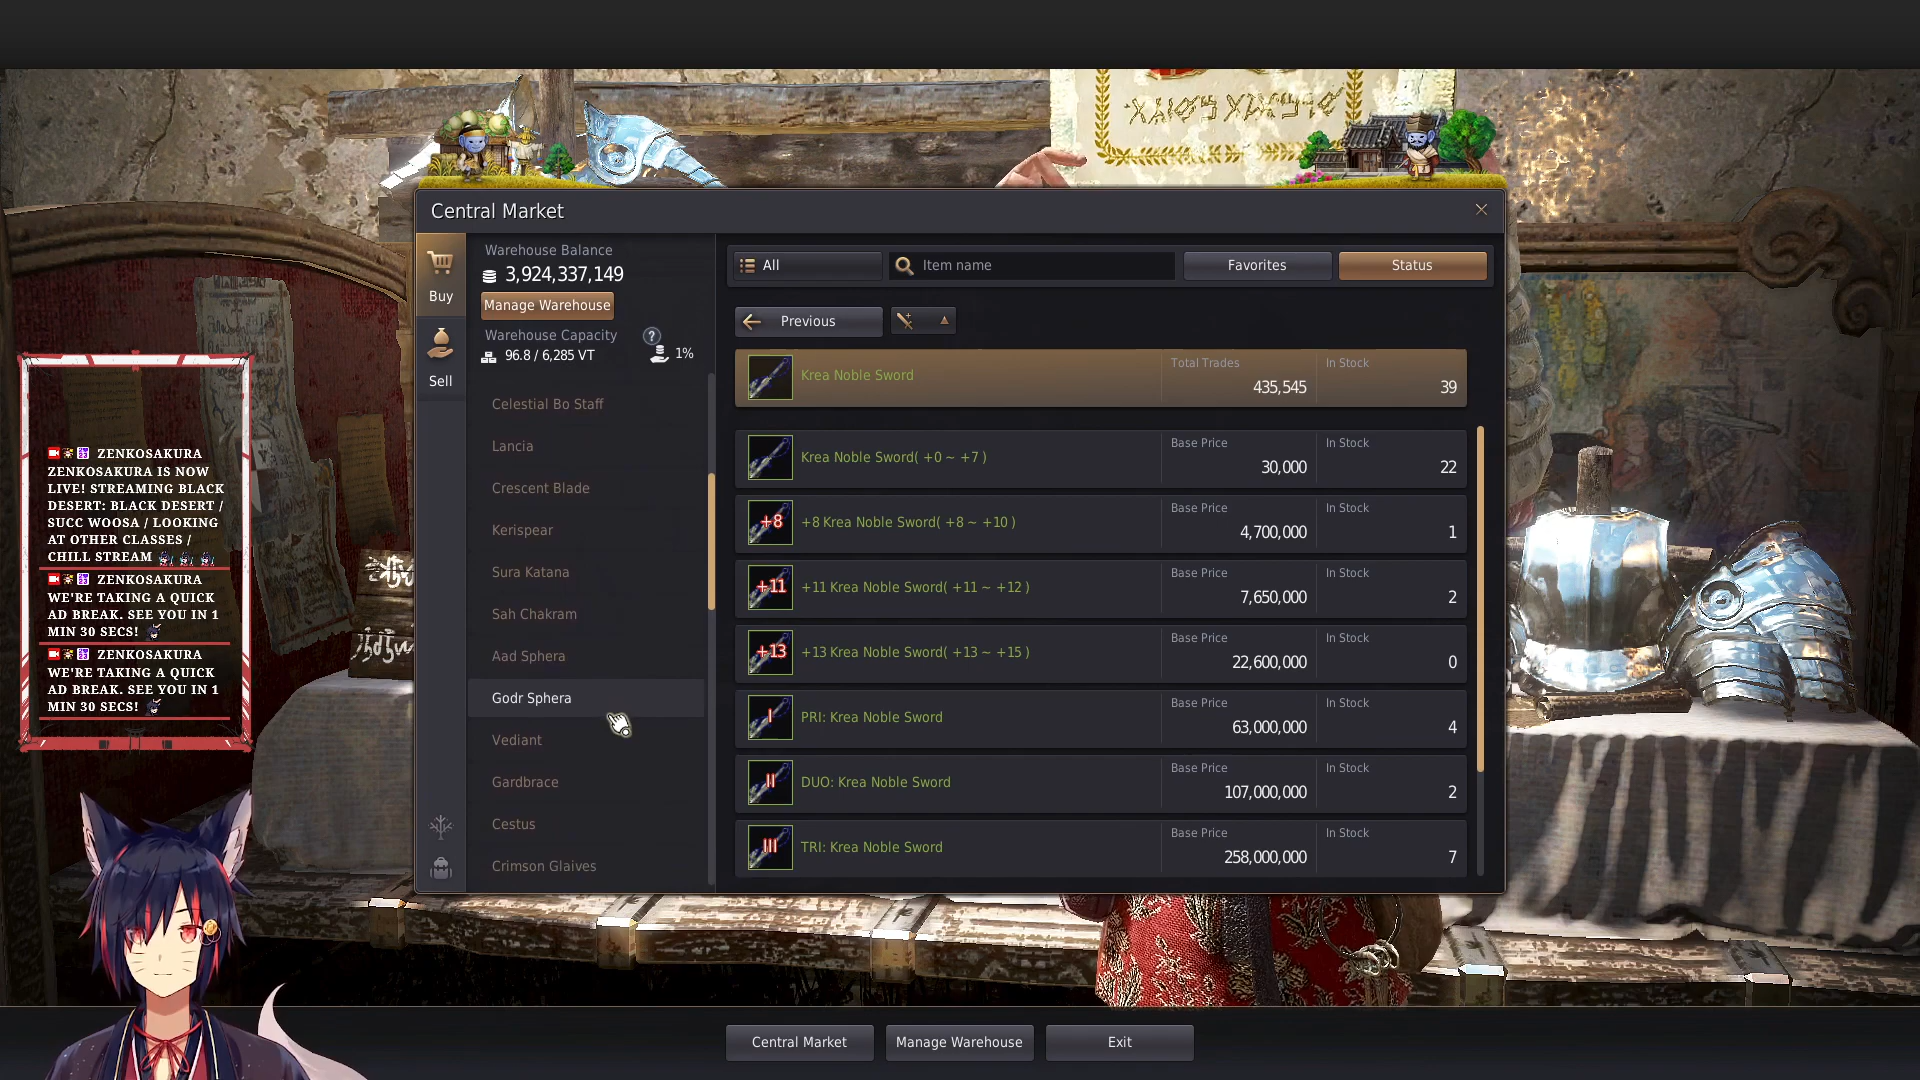 Central Market
Buy
Sell
Warehouse Balance
3,924,337,149
Manage Warehouse
Warehouse Capacity
?
96.8 / 6,285 VT
1%
Celestial Bo Staff
Lancia
Crescent Blade
Kerispear
Sura Katana
Sah Chakram
Aad Sphera
Godr Sphera
Vediant
Gardbrace
Cestus
Crimson Glaives
All
Item name
Favorites
Status
Previous
Krea Noble Sword
Total Trades
435,545
In Stock
39
Krea Noble Sword( +0 ~ +7 )
Base Price
30,000
In Stock
22
+8
+8 Krea Noble Sword( +8 ~ +10 )
Base Price
4,700,000
In Stock
1
+11
+11 Krea Noble Sword( +11 ~ +12 )
Base Price
7,650,000
In Stock
2
+13
+13 Krea Noble Sword( +13 ~ +15 )
Base Price
22,600,000
In Stock
0
I
PRI: Krea Noble Sword
Base Price
63,000,000
In Stock
4
II
DUO: Krea Noble Sword
Base Price
107,000,000
In Stock
2
III
TRI: Krea Noble Sword
Base Price
258,000,000
In Stock
7
ZENKOSAKURA
ZENKOSAKURA IS NOW
LIVE! STREAMING BLACK
DESERT: BLACK DESERT /
SUCC WOOSA / LOOKING
AT OTHER CLASSES /
CHILL STREAM
ZENKOSAKURA
WE'RE TAKING A QUICK
AD BREAK. SEE YOU IN 1
MIN 30 SECS!
ZENKOSAKURA
WE'RE TAKING A QUICK
AD BREAK. SEE YOU IN 1
MIN 30 SECS!
Central Market
Manage Warehouse
Exit